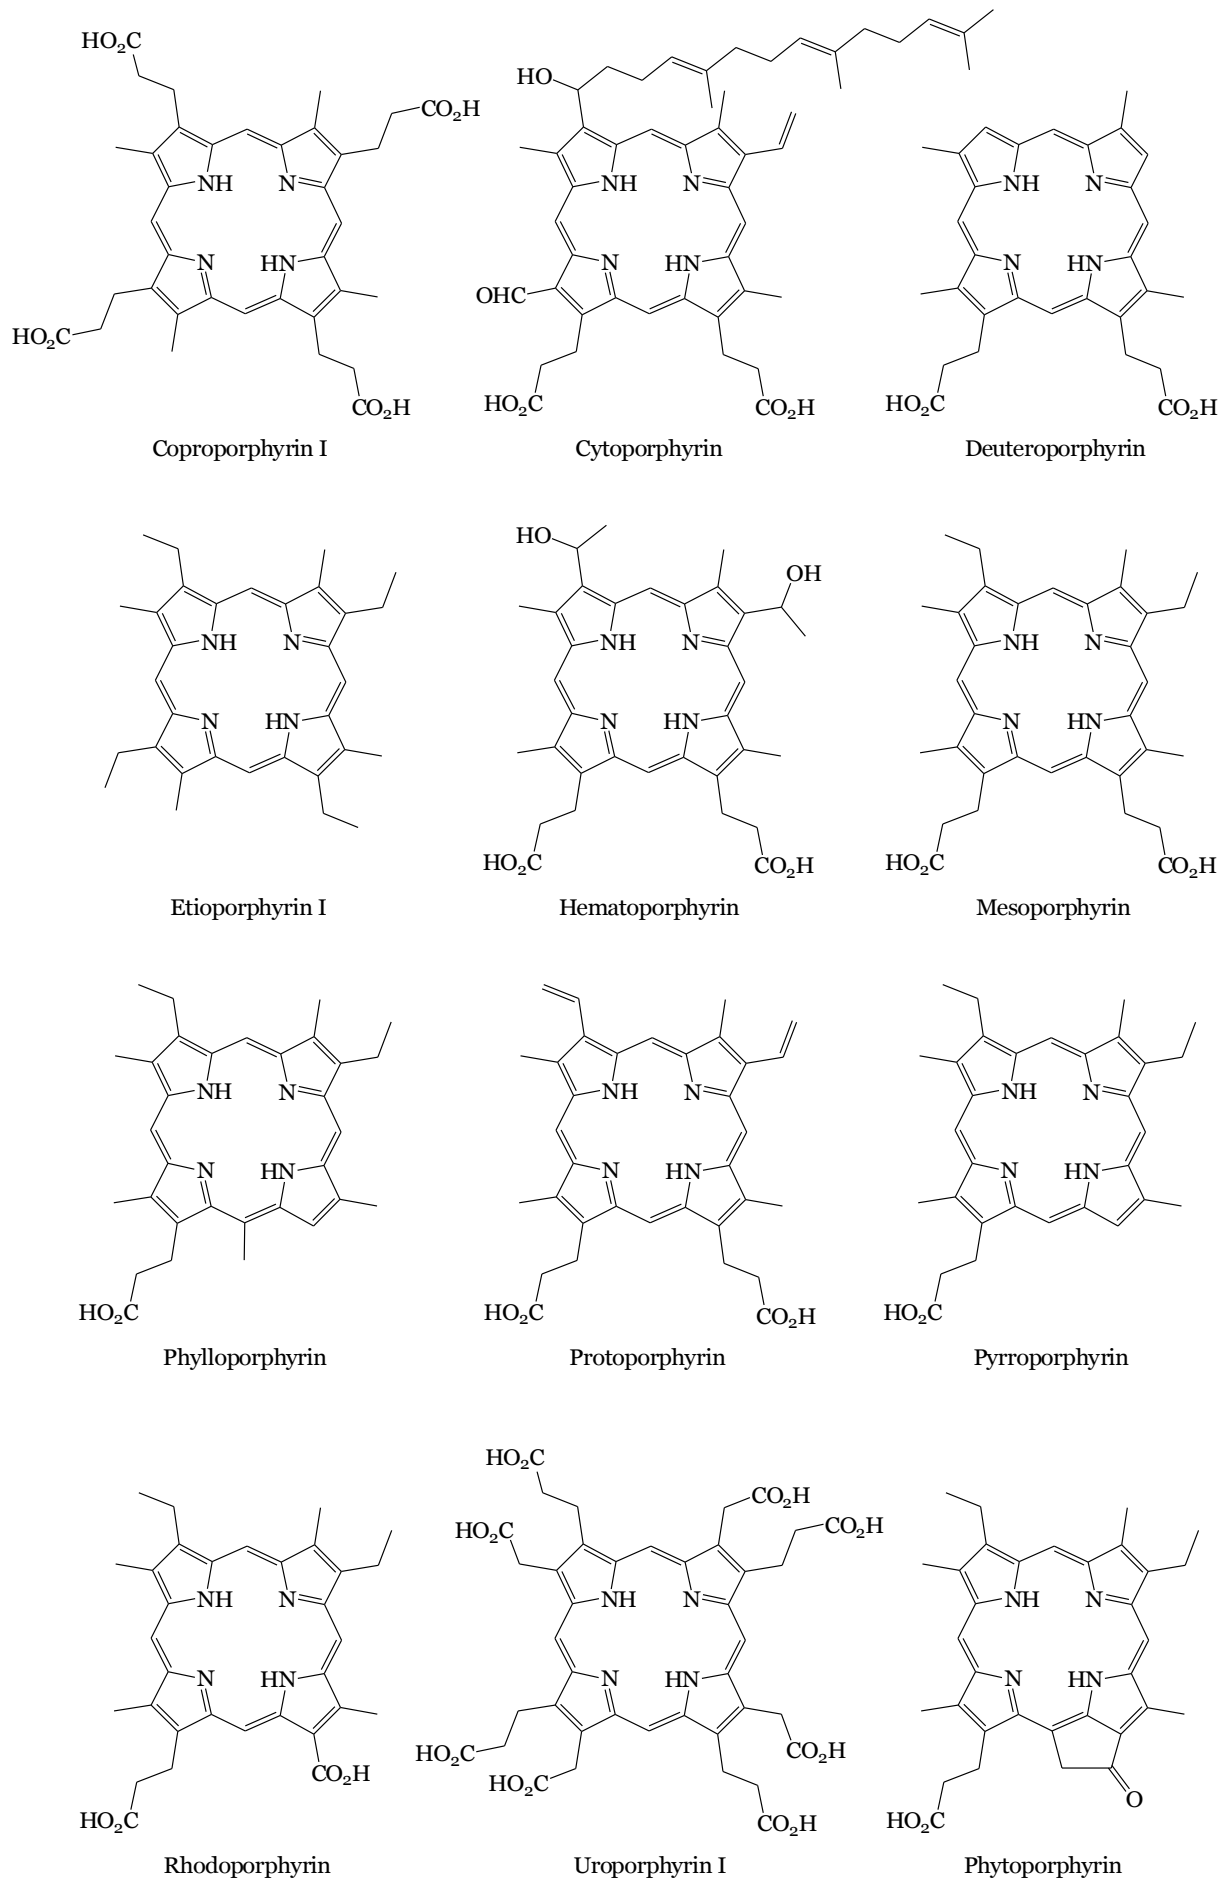 HO₂C
CO₂H
NH N
N HN
HO₂C
CO₂H
Coproporphyrin I
HO
NH N
OHC
N HN
HO₂C CO₂H
Cytoporphyrin
NH N
N HN
HO₂C CO₂H
Deuteroporphyrin
NH N
N HN
Etioporphyrin I
HO
OH
NH N
N HN
HO₂C CO₂H
Hematoporphyrin
NH N
N HN
HO₂C CO₂H
Mesoporphyrin
NH N
N HN
HO₂C
Phylloporphyrin
NH N
N HN
HO₂C CO₂H
Protoporphyrin
NH N
N HN
HO₂C
Pyrroporphyrin
NH N
N HN
CO₂H
HO₂C
Rhodoporphyrin
HO₂C
CO₂H
HO₂C CO₂H
NH N
N HN
HO₂C CO₂H
HO₂C
CO₂H
Uroporphyrin I
NH N
N HN
O
HO₂C
Phytoporphyrin